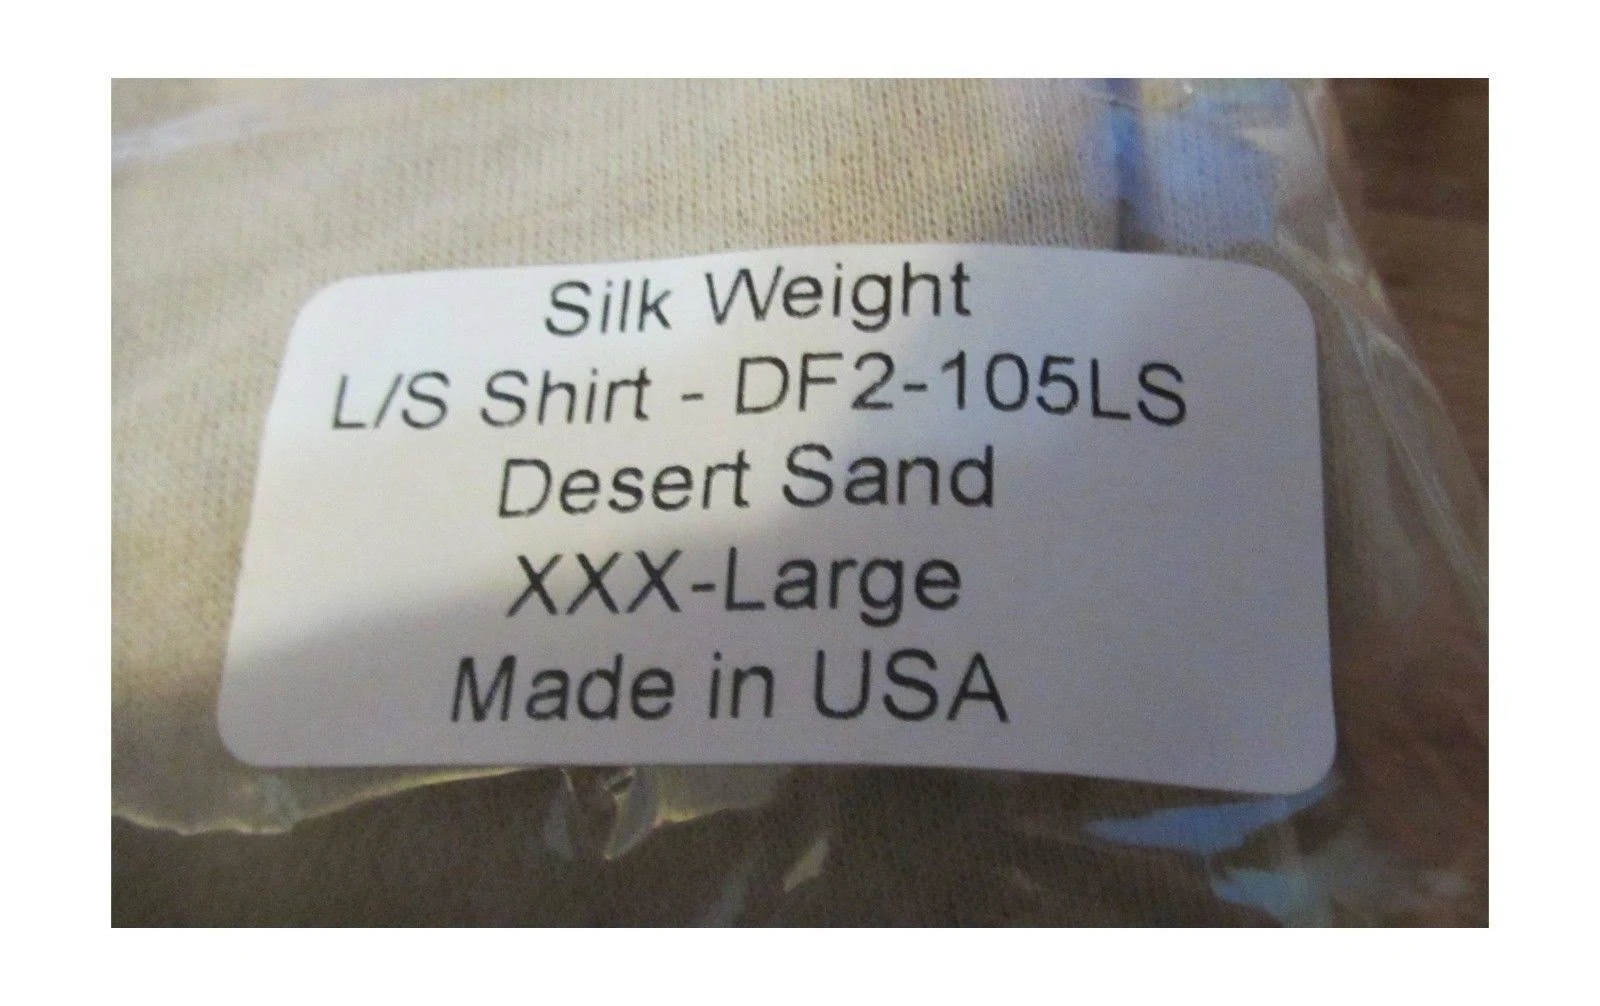 Silk Weight
L/S Shirt - DF2-105LS
Desert Sand
XXX-Large
Made in USA